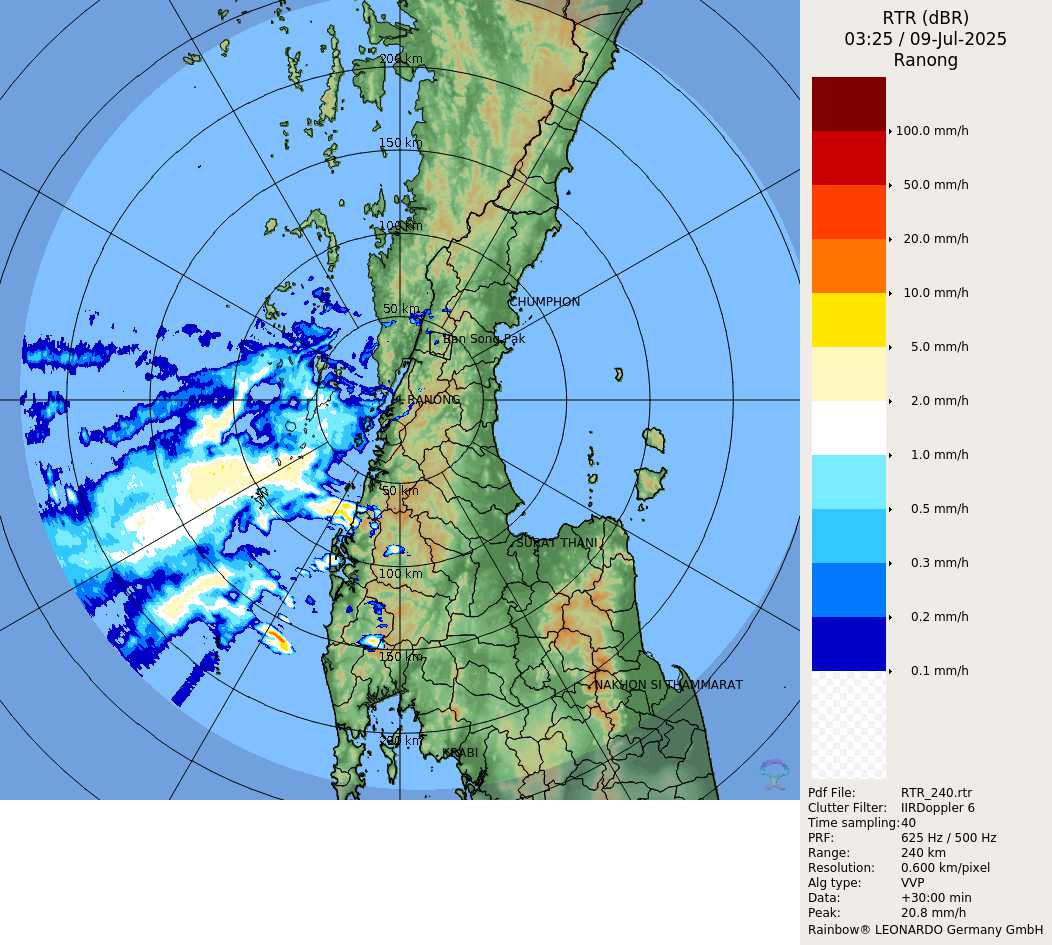 RTR (dBR)
03:25 / 09-Jul-2025
Ranong
100.0 mm/h
50.0 mm/h
20.0 mm/h
10.0 mm/h
5.0 mm/h
2.0 mm/h
1.0 mm/h
0.5 mm/h
0.3 mm/h
0.2 mm/h
0.1 mm/h
200 km
150 km
100 km
50 km
CHUMPHON
Ban Song Pak
RANONG
50 km
SURAT THANI
100 km
150 km
NAKHON SI THAMMARAT
200 km
KRABI
Pdf File: RTR_240.rtr
Clutter Filter: IIRDoppler 6
Time sampling: 40
PRF: 625 Hz / 500 Hz
Range: 240 km
Resolution: 0.600 km/pixel
Alg type: VVP
Data: +30:00 min
Peak: 20.8 mm/h
Rainbow® LEONARDO Germany GmbH